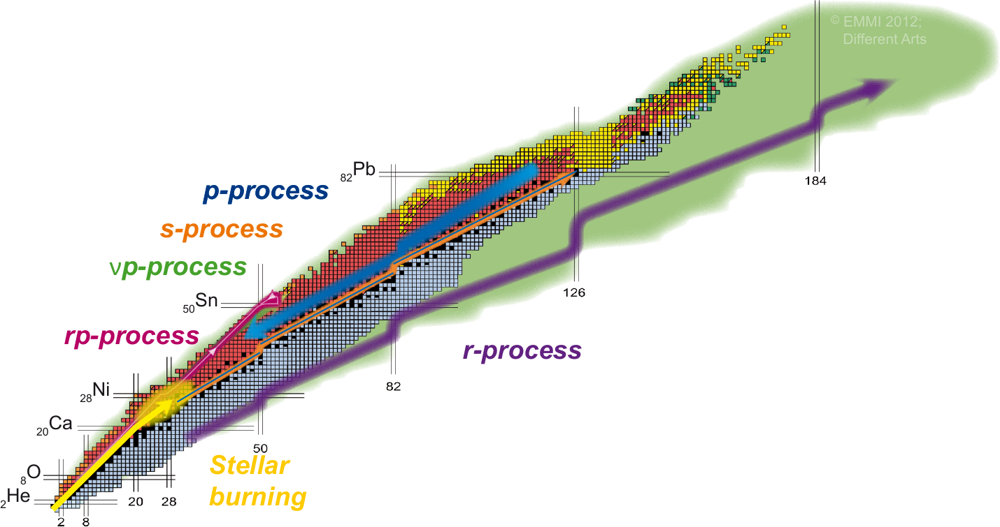 © EMMI 2012;
Different Arts
82Pb
184
p-process
s-process
νp-process
126
50Sn
rp-process
r-process
82
28Ni
20Ca
50
Stellar
burning
8O
20 28
2He
2 8